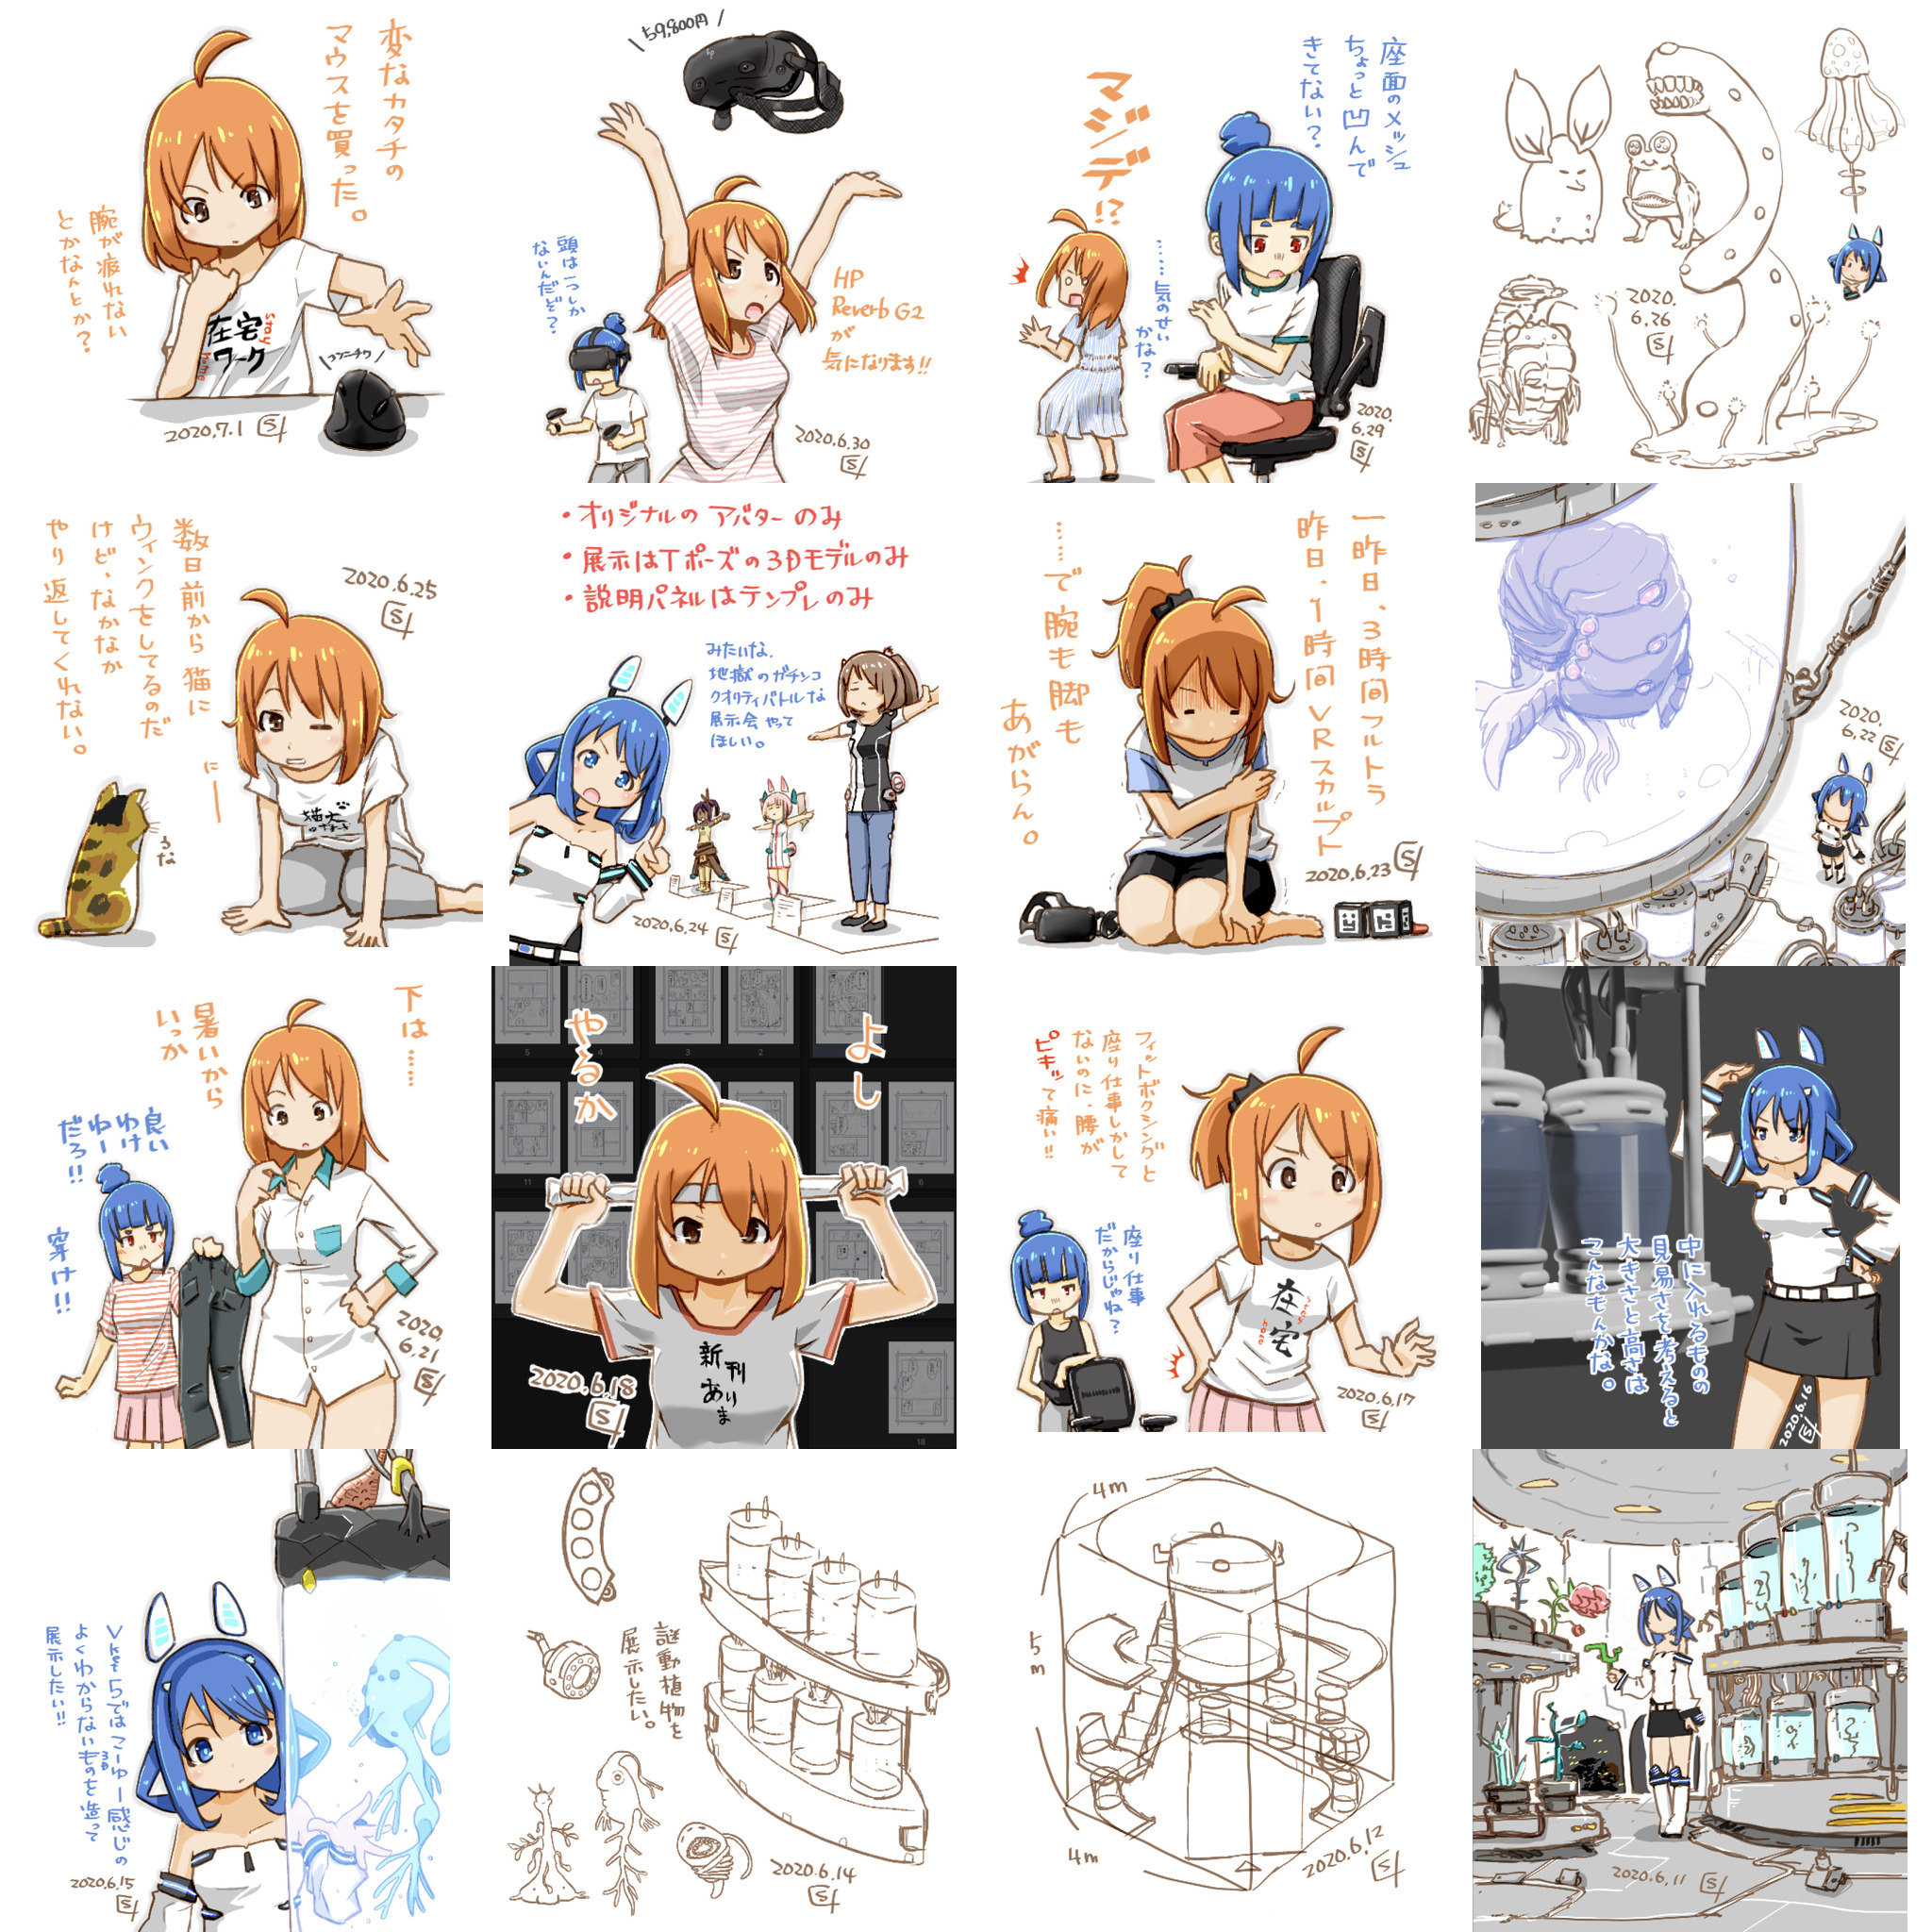 変なカタチの
マウスを買った。
腕が疲れない
とかなんとか?
stay
在宅
ワーク
home
コンニチワ
2020.7.1
59,800円
頭は一つしか
ないんだぞ?
HP
Reverb G2
が
気になります!!
2020.6.30
座面のメッシュ
ちょっと凹んで
きてない?
マジデ!?
……気のせい
かな?
2020.
6.29
2020.
6.26
数日前から猫に
ウィンクをしてるのだ
けど、なかなか
やり返してくれない。
にー
るな
2020.6.25
・オリジナルのアバターのみ
・展示はTポーズの3Dモデルのみ
・説明パネルはテンプレのみ
みたいな、
地獄のガチンコ
クオリティバトルな
展示会やって
ほしい。
2020.6.24
一昨日、3時間フルトラ
昨日、1時間VRスカルプト
……で腕も脚も
あがらん。
2020.6.23
2020.
6.22
下は……
暑いから
いっか
良い
わけ
ねー
だろ!!
穿け!!
2020.
6.21
よし
やるか
5
4
3
2
11
6
18
新刊
あります
2020.6.18
フィットボクシングと
座り仕事しかして
ないのに、腰が
ピキッて痛い!!
座り仕事
だからじゃね?
在宅
2020.6.17
中に入れるものの
見易さを考えると
大きさと高さは
こんなもんかな。
2020.6.16
Vket5ではこーゆー感じの
よくわからないものを造って
展示したい!!
2020.6.15
謎動植物を
展示したい。
2020.6.14
4m
5m
4m
2020.6.12
2020.6.11